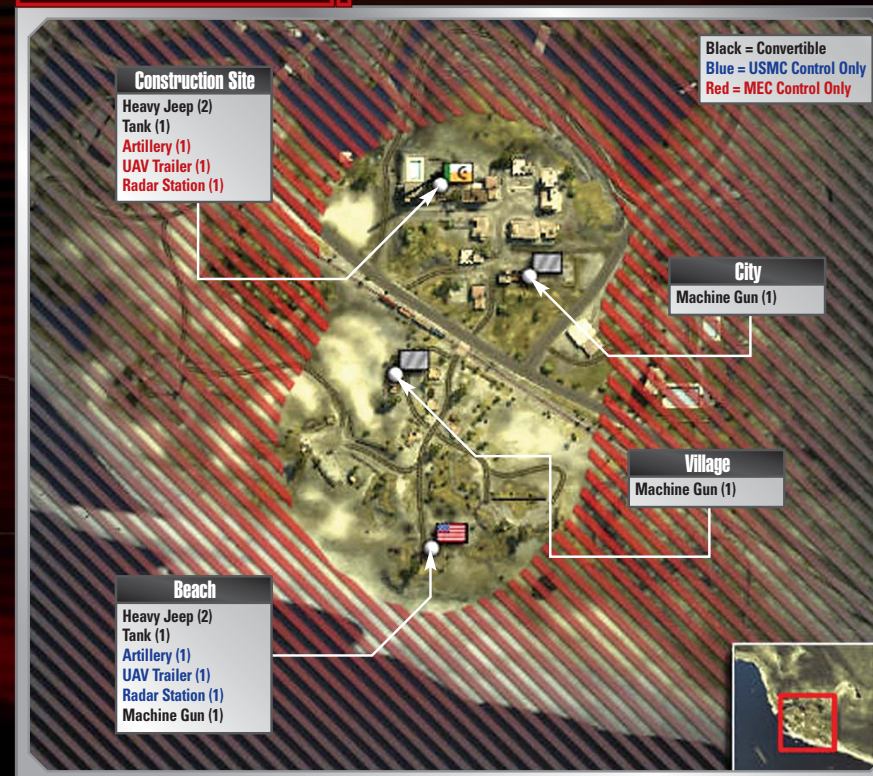 Black = Convertible
Blue = USMC Control Only
Red = MEC Control Only
Construction Site
Heavy Jeep (2)
Tank (1)
Artillery (1)
UAV Trailer (1)
Radar Station (1)
City
Machine Gun (1)
Village
Machine Gun (1)
Beach
Heavy Jeep (2)
Tank (1)
Artillery (1)
UAV Trailer (1)
Radar Station (1)
Machine Gun (1)